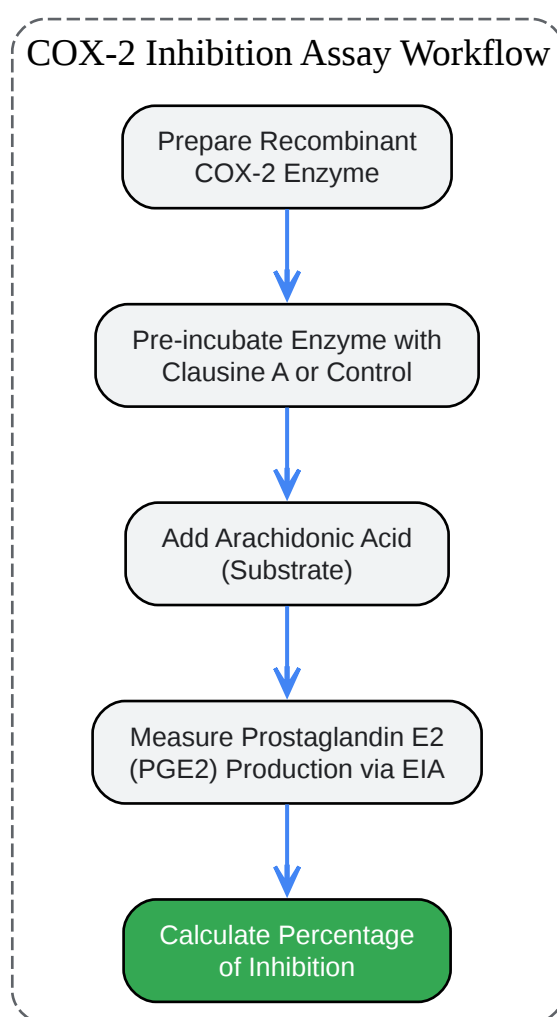 COX-2 Inhibition Assay Workflow
Prepare Recombinant
COX-2 Enzyme
Pre-incubate Enzyme with
Clausine A or Control
Add Arachidonic Acid
(Substrate)
Measure Prostaglandin E2
(PGE2) Production via EIA
Calculate Percentage
of Inhibition